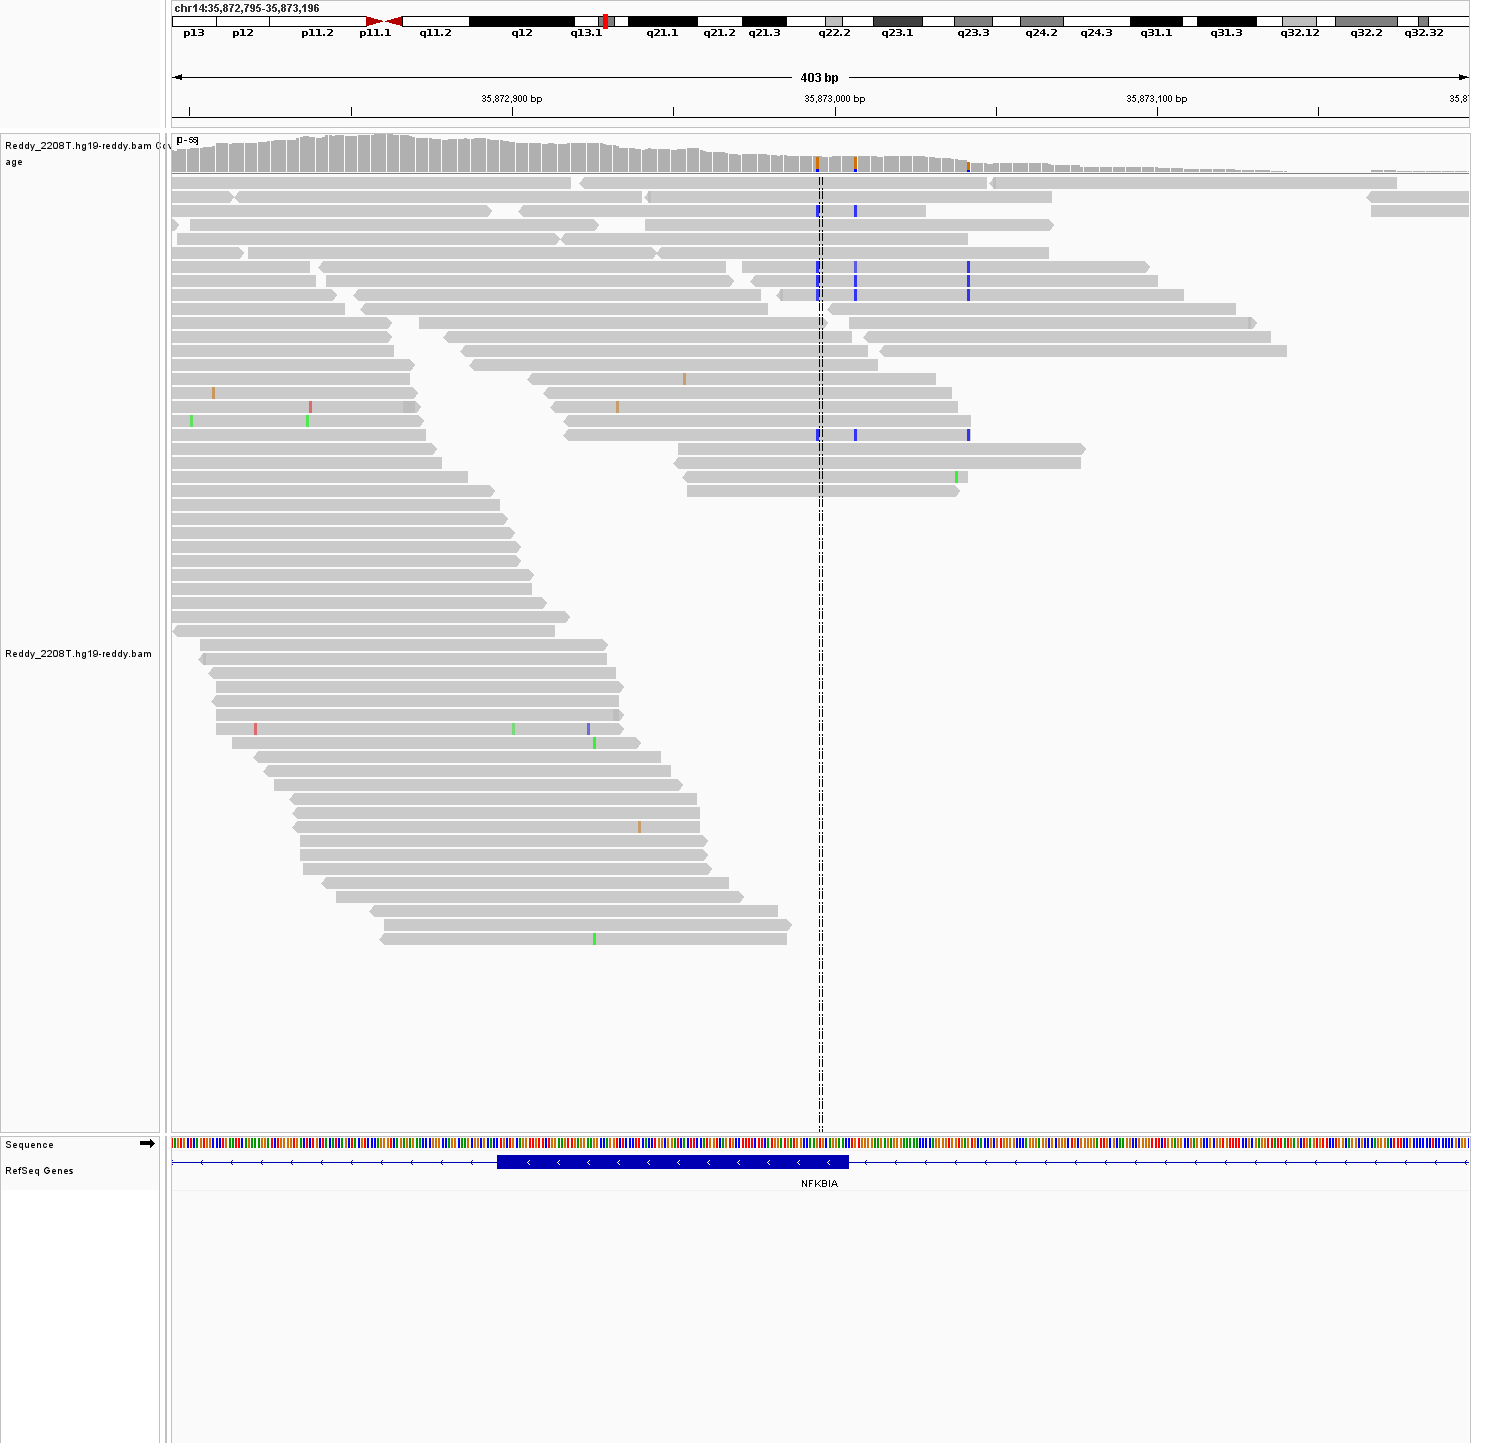 chr14:35,872,795-35,873,196
p13 p12 p11.2 p11.1 q11.2 q12 q13.1 q21.1 q21.2 q21.3 q22.2 q23.1 q23.3 q24.2 q24.3 q31.1 q31.3 q32.12 q32.2 q32.32
403 bp
35,872,900 bp 35,873,000 bp 35,873,100 bp 35,8
Reddy_2208T.hg19-reddy.bam Cov
age
Reddy_2208T.hg19-reddy.bam
Sequence
RefSeq Genes
NFKBIA